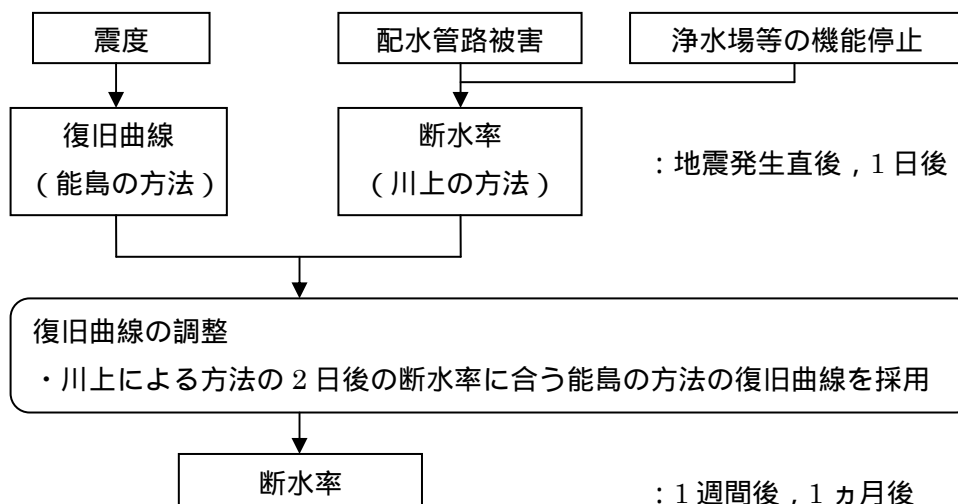 震度
配水管路被害
浄水場等の機能停止
復旧曲線
（能島の方法）
断水率
（川上の方法）
：地震発生直後，1 日後
復旧曲線の調整
・川上による方法の 2 日後の断水率に合う能島の方法の復旧曲線を採用
断水率
：1 週間後，1 ヵ月後